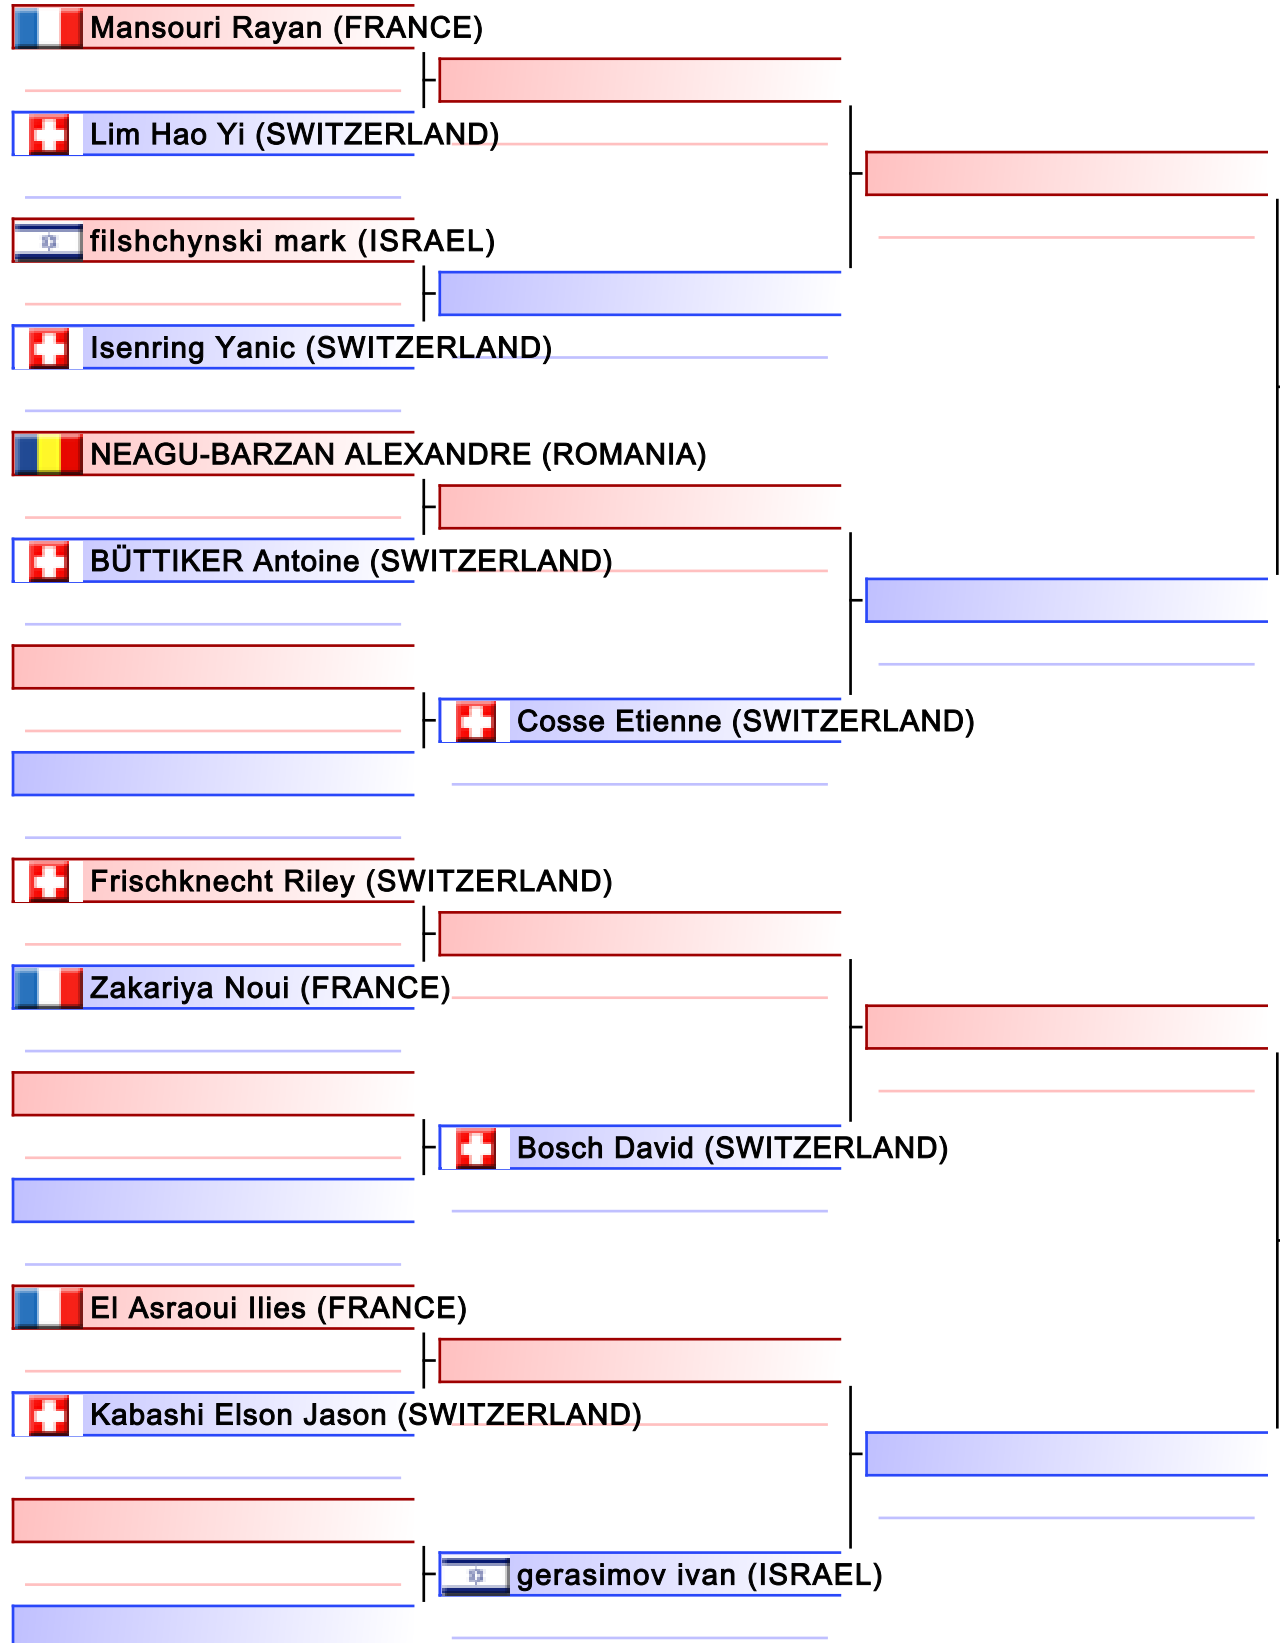 Mansouri Rayan (FRANCE)
Lim Hao Yi (SWITZERLAND)
filshchynski mark (ISRAEL)
Isenring Yanic (SWITZERLAND)
NEAGU-BARZAN ALEXANDRE (ROMANIA)
BÜTTIKER Antoine (SWITZERLAND)
Cosse Etienne (SWITZERLAND)
Frischknecht Riley (SWITZERLAND)
Zakariya Noui (FRANCE)
Bosch David (SWITZERLAND)
El Asraoui Ilies (FRANCE)
Kabashi Elson Jason (SWITZERLAND)
gerasimov ivan (ISRAEL)